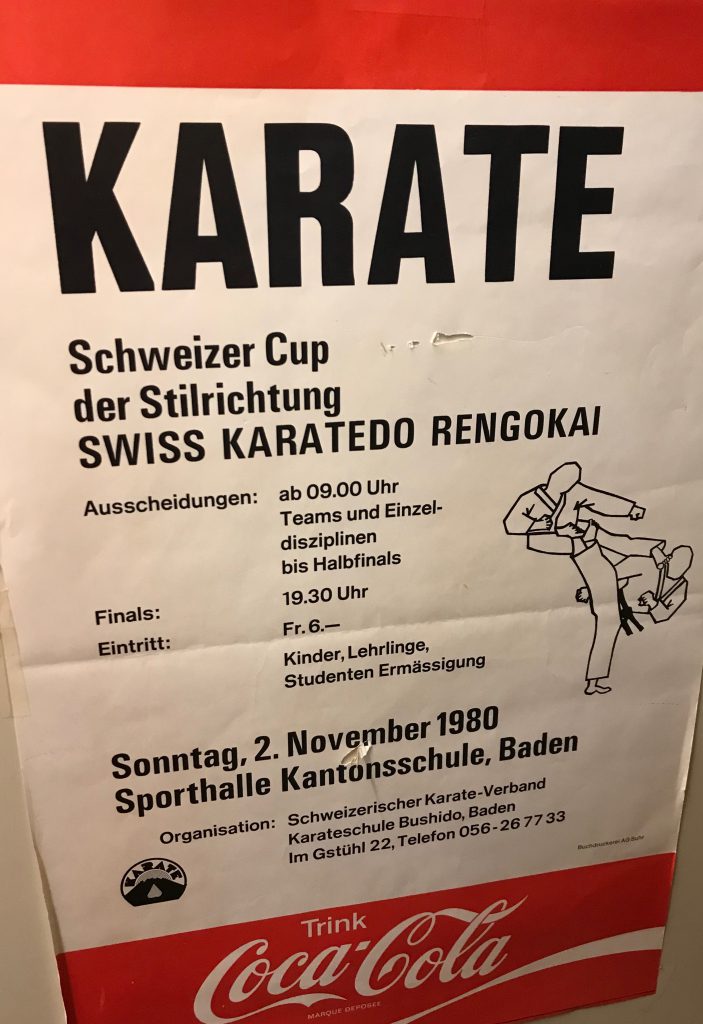 KARATE
Schweizer Cup
der Stilrichtung
SWISS KARATEDO RENGOKAI
Ausscheidungen: ab 09.00 Uhr
Teams und Einzel-
disziplinen
bis Halbfinals
Finals: 19.30 Uhr
Eintritt: Fr. 6.—
Kinder, Lehrlinge,
Studenten Ermässigung
Sonntag, 2. November 1980
Sporthalle Kantonsschule, Baden
Organisation: Schweizerischer Karate-Verband
Karateschule Bushido, Baden
Im Gstühl 22, Telefon 056-26 77 33
Buchdruckerei AG Suhr
KARATE
Trink
Coca-Cola
MARQUE DEPOSEE